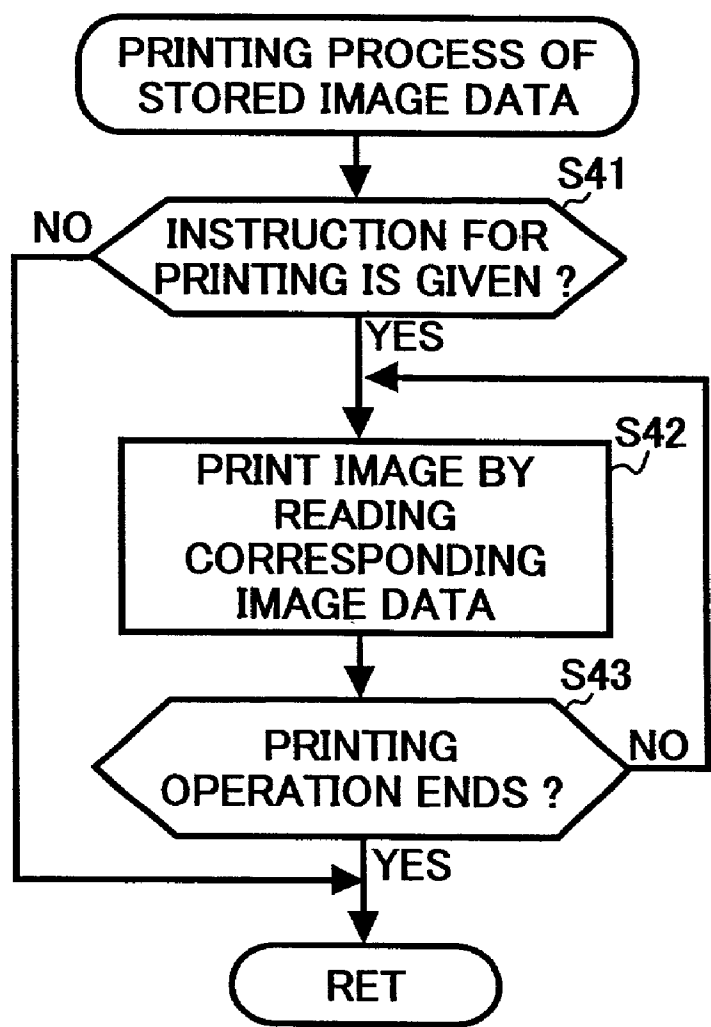 PRINTING PROCESS OF
STORED IMAGE DATA
S41
NO
INSTRUCTION FOR
PRINTING IS GIVEN ?
YES
S42
PRINT IMAGE BY
READING
CORRESPONDING
IMAGE DATA
S43
PRINTING
OPERATION ENDS ?
NO
YES
RET